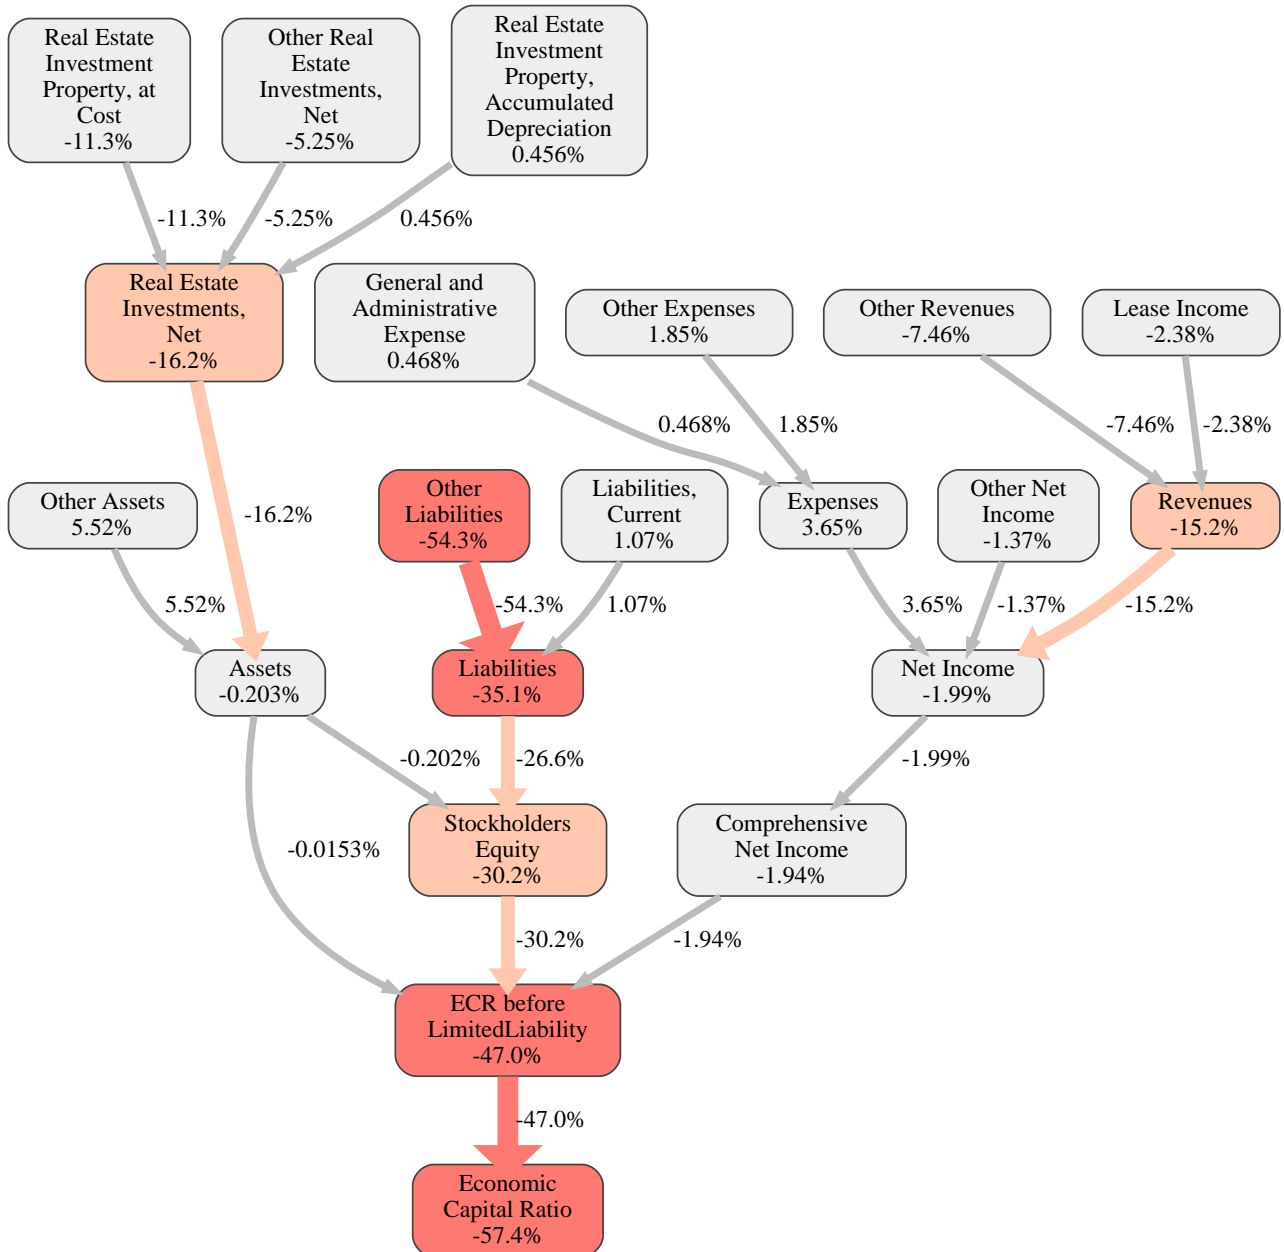 Real Estate
Investment
Property, at
Cost
-11.3%
Other Real
Estate
Investments,
Net
-5.25%
Real Estate
Investment
Property,
Accumulated
Depreciation
0.456%
-11.3%
-5.25%
0.456%
Real Estate
Investments,
Net
-16.2%
General and
Administrative
Expense
0.468%
Other Expenses
1.85%
Other Revenues
-7.46%
Lease Income
-2.38%
0.468%
1.85%
-7.46%
-2.38%
Other Assets
5.52%
-16.2%
Other
Liabilities
-54.3%
Liabilities,
Current
1.07%
Expenses
3.65%
Other Net
Income
-1.37%
Revenues
-15.2%
5.52%
-54.3%
1.07%
3.65%
-1.37%
-15.2%
Assets
-0.203%
Liabilities
-35.1%
Net Income
-1.99%
-0.202%
-26.6%
-1.99%
-0.0153%
Stockholders
Equity
-30.2%
Comprehensive
Net Income
-1.94%
-30.2%
-1.94%
ECR before
LimitedLiability
-47.0%
-47.0%
Economic
Capital Ratio
-57.4%